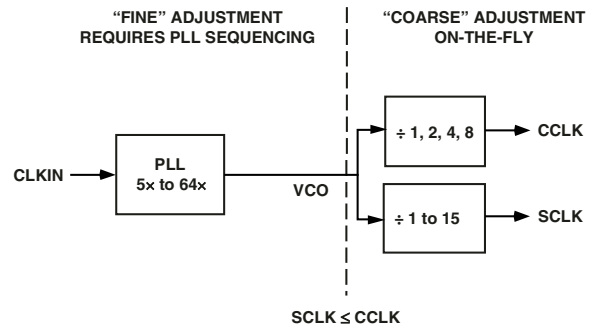 “FINE” ADJUSTMENT
REQUIRES PLL SEQUENCING
“COARSE” ADJUSTMENT
ON-THE-FLY
CLKIN
PLL
5× to 64×
VCO
÷ 1, 2, 4, 8
CCLK
÷ 1 to 15
SCLK
SCLK ≤ CCLK